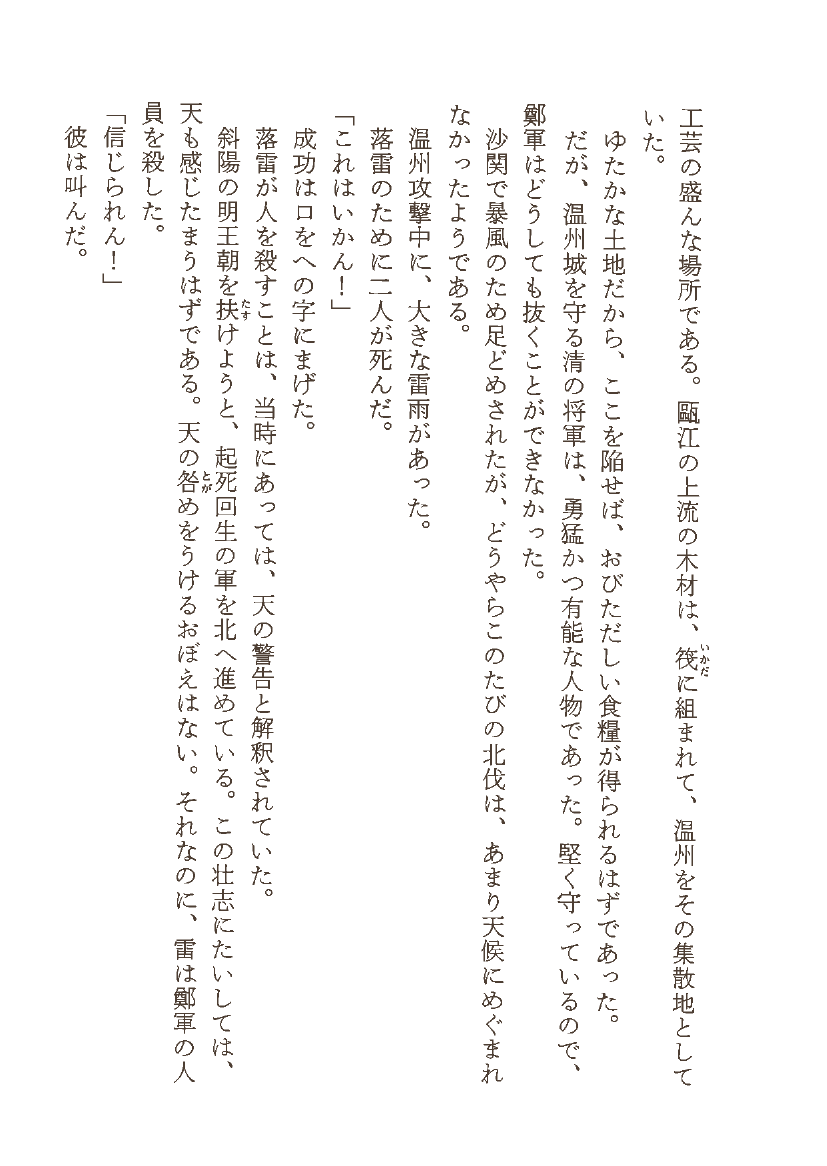 工芸の盛んな場所である。甌江の上流の木材は、筏に組まれて、温州をその集散地として
いた。
ゆたかな土地だから、ここを陥せば、おびただしい食糧が得られるはずであった。
だが、温州城を守る清の将軍は、勇猛かつ有能な人物であった。堅く守っているので、
鄭軍はどうしても抜くことができなかった。
沙関で暴風のため足どめされたが、どうやらこのたびの北伐は、あまり天候にめぐまれ
なかったようである。
温州攻撃中に、大きな雷雨があった。
落雷のために二人が死んだ。
「これはいかん！」
成功は口をへの字にまげた。
落雷が人を殺すことは、当時にあっては、天の警告と解釈されていた。
斜陽の明王朝を扶けようと、起死回生の軍を北へ進めている。この壮志にたいしては、
天も感じたまうはずである。天の咎めをうけるおぼえはない。それなのに、雷は鄭軍の人
員を殺した。
「信じられん！」
彼は叫んだ。